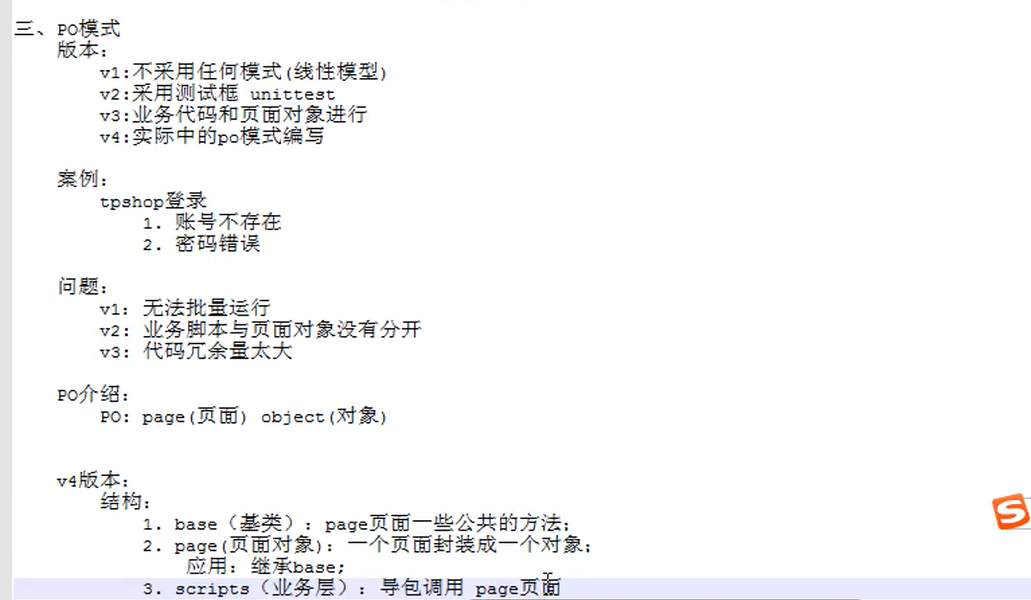 三、PO模式
版本:
v1:不采用任何模式(线性模型)
v2:采用测试框 unittest
v3:业务代码和页面对象进行
v4:实际中的po模式编写
案例:
tpshop登录
1. 账号不存在
2. 密码错误
问题:
v1: 无法批量运行
v2: 业务脚本与页面对象没有分开
v3: 代码冗余量太大
PO介绍:
PO: page(页面) object(对象)
v4版本:
结构:
1. base（基类）: page页面一些公共的方法;
2. page(页面对象): 一个页面封装成一个对象;
应用: 继承base;
3. scripts（业务层）: 导包调用 page页面